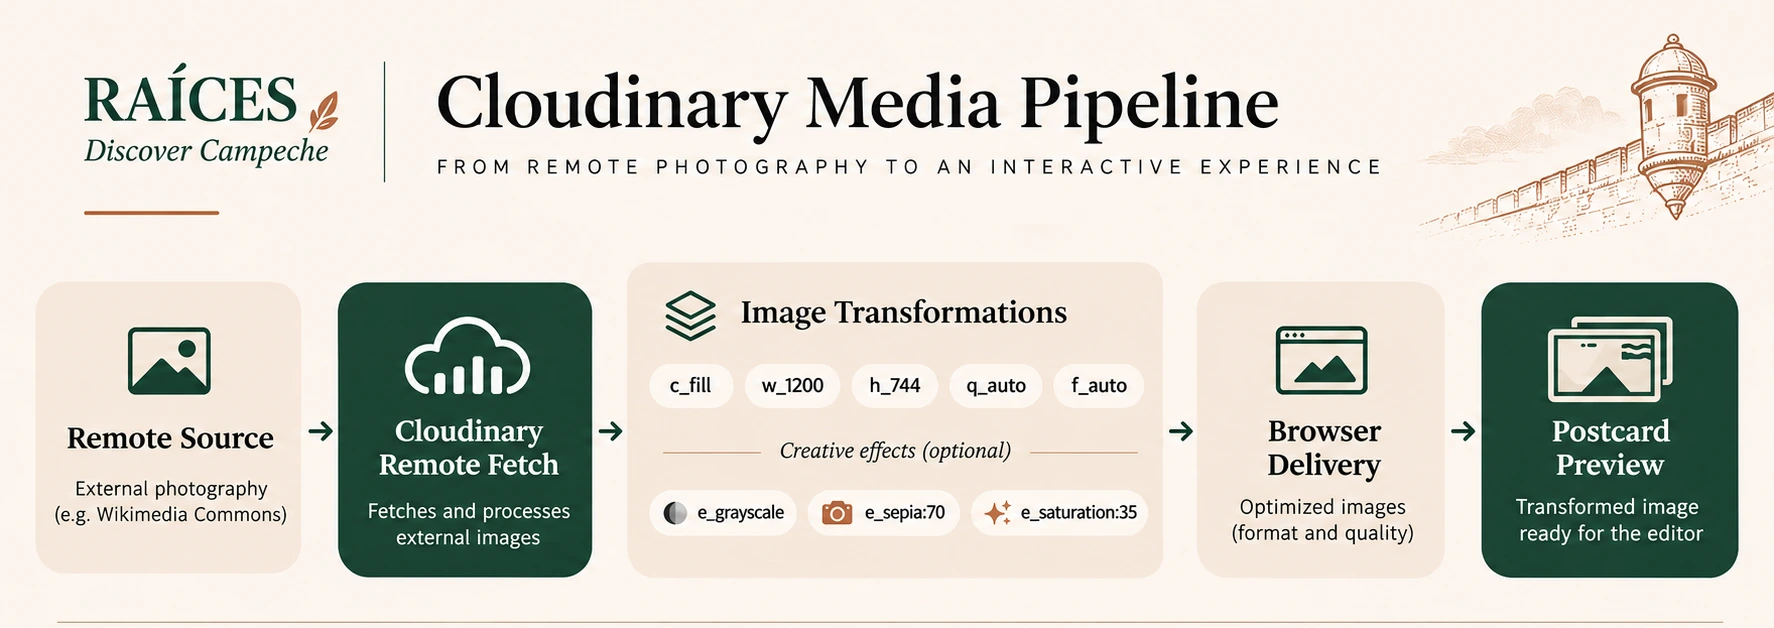 RAÍCES
Discover Campeche
Cloudinary Media Pipeline
FROM REMOTE PHOTOGRAPHY TO AN INTERACTIVE EXPERIENCE
Remote Source
External photography
(e.g. Wikimedia Commons)
Cloudinary
Remote Fetch
Fetches and processes
external images
Image Transformations
c_fill
w_1200
h_744
q_auto
f_auto
Creative effects (optional)
e_grayscale
e_sepia:70
e_saturation:35
Browser
Delivery
Optimized images
(format and quality)
Postcard
Preview
Transformed image
ready for the editor